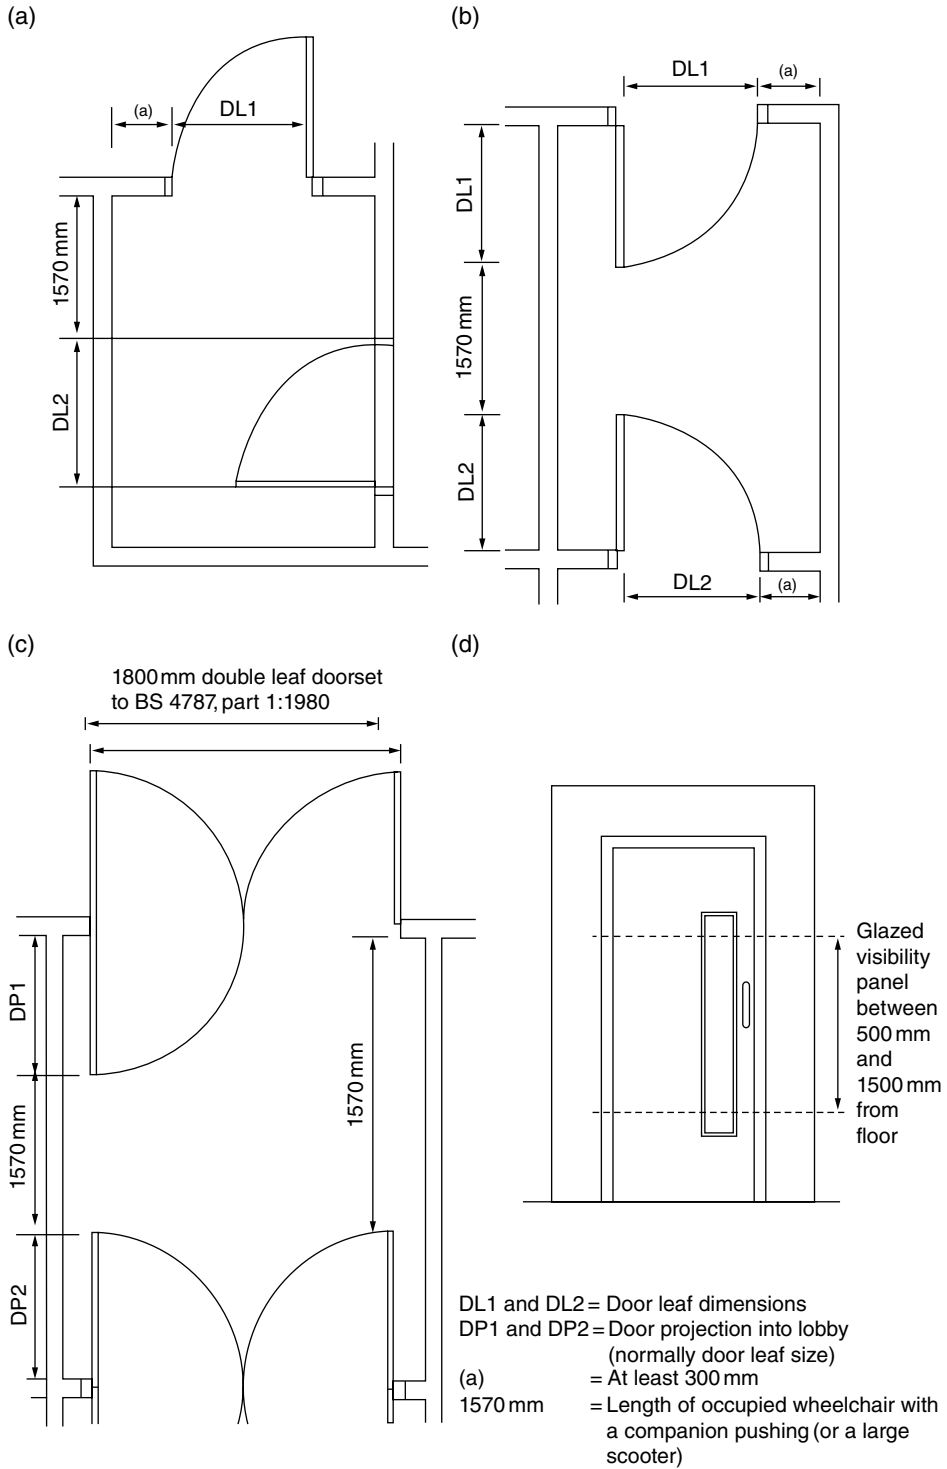 (a)
(a)
DL1
1570 mm
DL2
(b)
DL1
(a)
DL1
1570 mm
DL2
DL2
(a)
(c)
1800 mm double leaf doorset
to BS 4787, part 1:1980
DP1
1570 mm
DP2
1570 mm
(d)
Glazed
visibility
panel
between
500 mm
and
1500 mm
from
floor
DL1 and DL2 = Door leaf dimensions
DP1 and DP2 = Door projection into lobby
(normally door leaf size)
(a) = At least 300 mm
1570 mm = Length of occupied wheelchair with
a companion pushing (or a large
scooter)